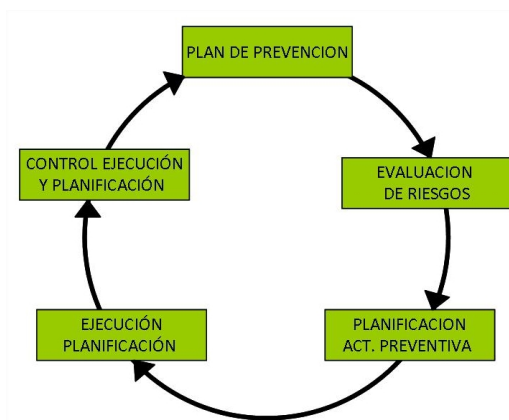 PLAN DE PREVENCION
EVALUACION
DE RIESGOS
PLANIFICACION
ACT. PREVENTIVA
EJECUCIÓN
PLANIFICACIÓN
CONTROL EJECUCIÓN
Y PLANIFICACIÓN